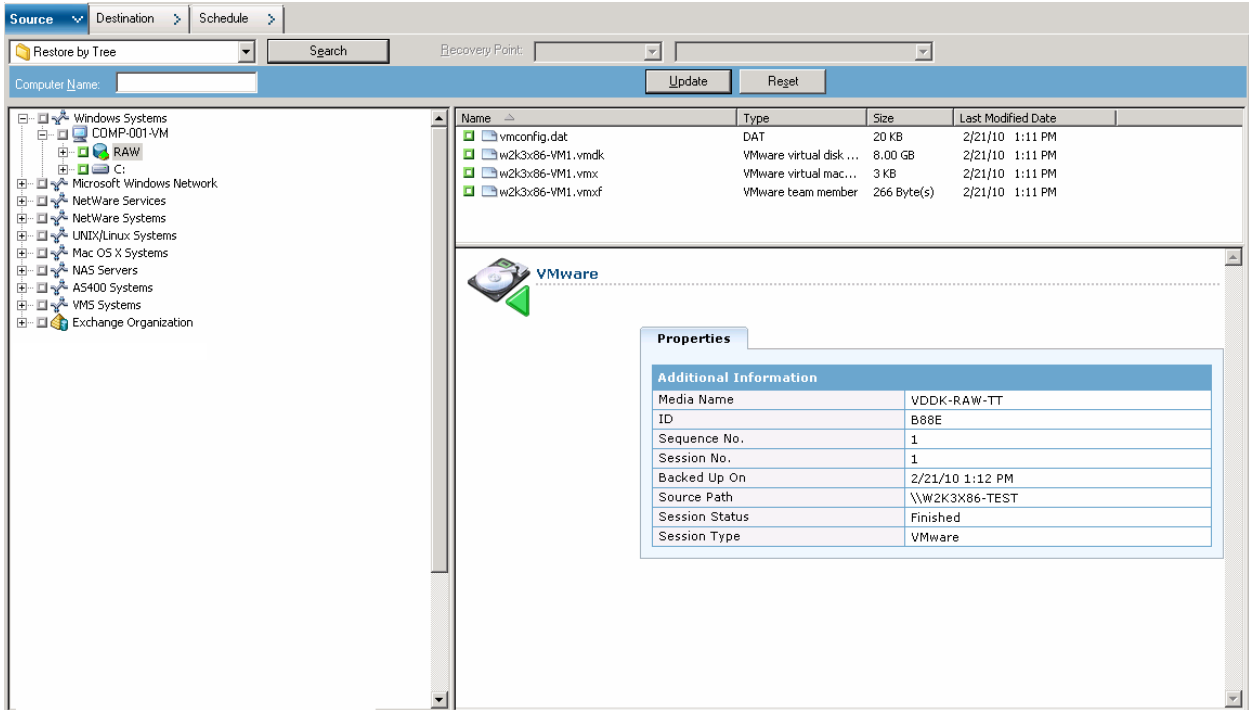 Source Destination Schedule
Restore by Tree Search Recovery Point:
Computer Name: Update Reset
Windows Systems
COMP-001-VM
RAW
C:
Microsoft Windows Network
NetWare Services
NetWare Systems
UNIX/Linux Systems
Mac OS X Systems
NAS Servers
AS400 Systems
VMS Systems
Exchange Organization
Name Type Size Last Modified Date
vmconfig.dat DAT 20 KB 2/21/10 1:11 PM
w2k3x86-VM1.vmdk VMware virtual disk ... 8.00 GB 2/21/10 1:11 PM
w2k3x86-VM1.vmx VMware virtual mac... 3 KB 2/21/10 1:11 PM
w2k3x86-VM1.vmxf VMware team member 266 Byte(s) 2/21/10 1:11 PM
VMware
Properties
Additional Information
Media Name VDDK-RAW-TT
ID B88E
Sequence No. 1
Session No. 1
Backed Up On 2/21/10 1:12 PM
Source Path \\W2K3X86-TEST
Session Status Finished
Session Type VMware